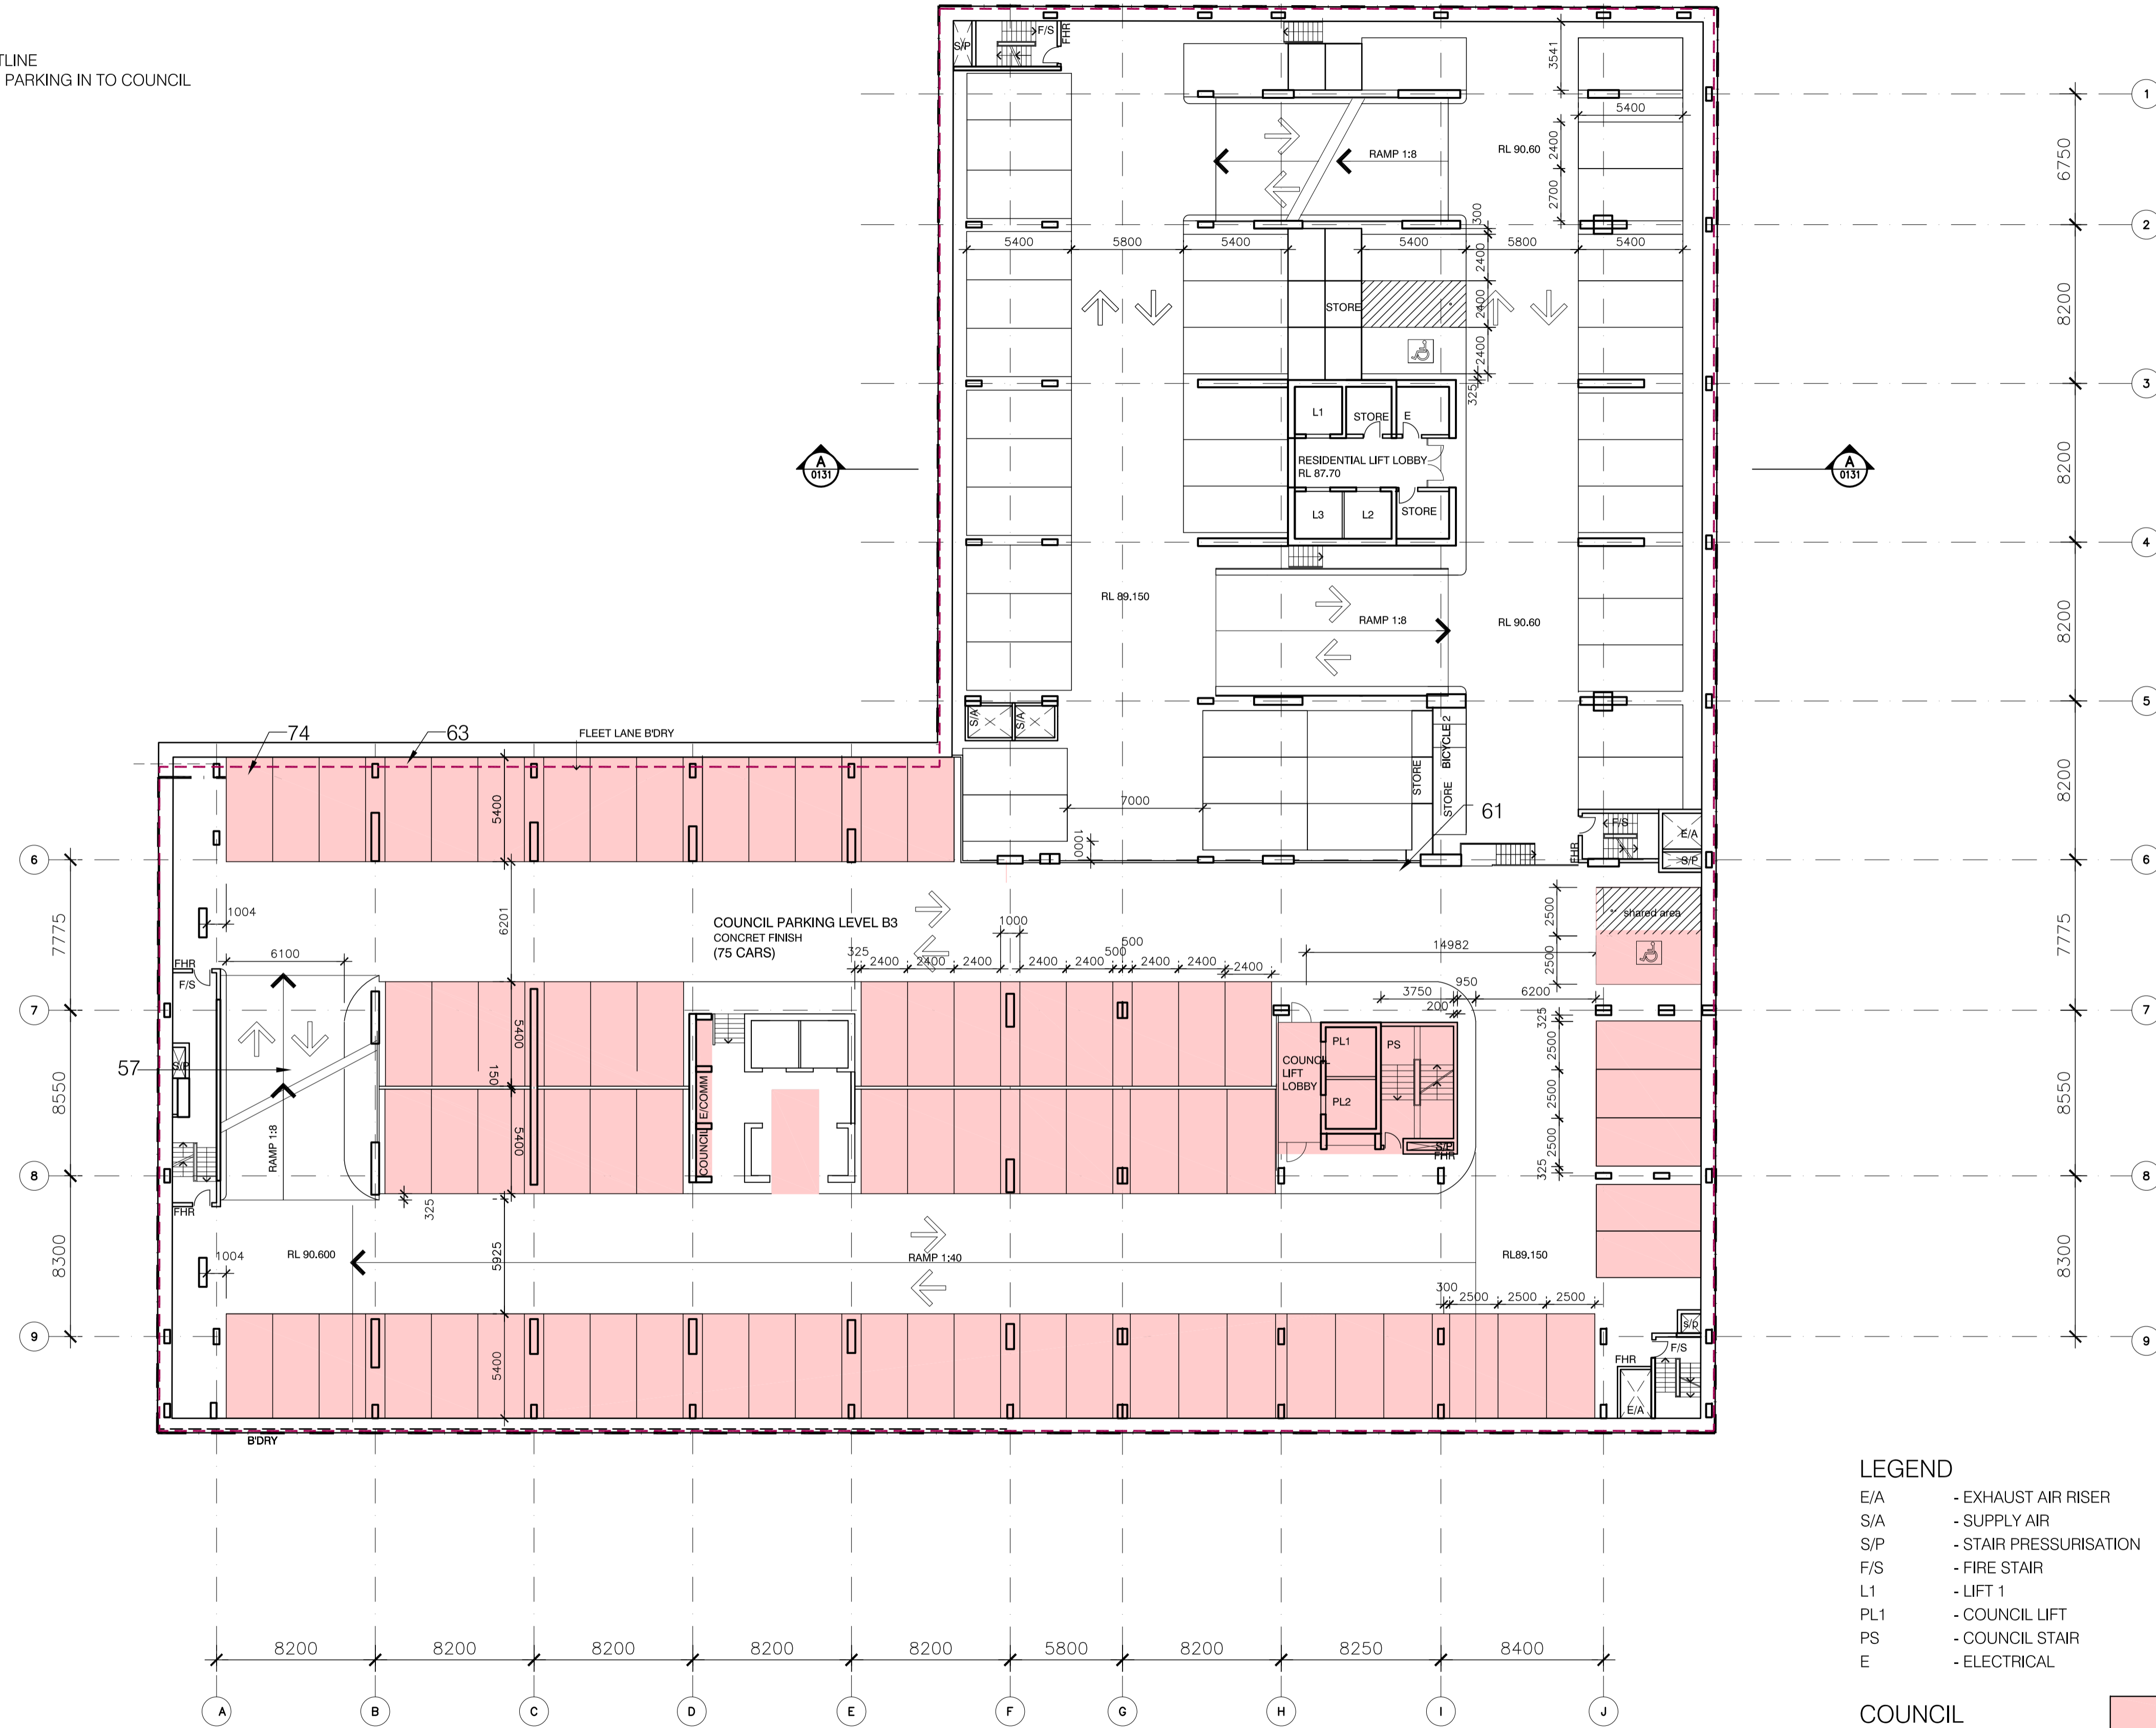 TLINE
PARKING IN TO COUNCIL
S/P
F/S
FHR
3541
5400
1
RAMP 1:8
RL 90.60
2400
2700
6750
300
2
5400
5800
5400
5400
5800
5400
2400
2400
2400
325
STORE
8200
3
L1
STORE
E
A
0131
RESIDENTIAL LIFT LOBBY
RL 87.70
A
0131
8200
L3
L2
STORE
4
RL 89.150
RAMP 1:8
RL 90.60
8200
5
S/A
S/A
74
63
FLEET LANE B'DRY
STORE
STORE
BICYCLE 2
8200
7000
61
5400
1000
F/S
E/A
S/P
FHR
6
6
1004
6201
COUNCIL PARKING LEVEL B3
CONCRET FINISH
(75 CARS)
1000
2500
shared area
7775
7775
325
2400
2400
2400
2400
2400
500
500
2400
2400
2400
14982
2500
FHR
F/S
6100
3750
950
200
6200
7
7
57
S/P
5400
150
5400
RAMP 1:8
COUNCIL E/COMM
COUNCIL
LIFT
LOBBY
PL1
PL2
PS
S/P
FHR
325
2500
2500
2500
325
8550
8550
8
8
FHR
325
1004
RL 90.600
5925
RAMP 1:40
RL89.150
8300
8300
300
2500
2500
2500
9
9
5400
S/P
F/S
FHR
E/A
B'DRY
LEGEND
E/A - EXHAUST AIR RISER
S/A - SUPPLY AIR
S/P - STAIR PRESSURISATION
F/S - FIRE STAIR
L1 - LIFT 1
PL1 - COUNCIL LIFT
PS - COUNCIL STAIR
E - ELECTRICAL
8200
8200
8200
8200
8200
5800
8200
8250
8400
A
B
C
D
E
F
G
H
I
J
COUNCIL